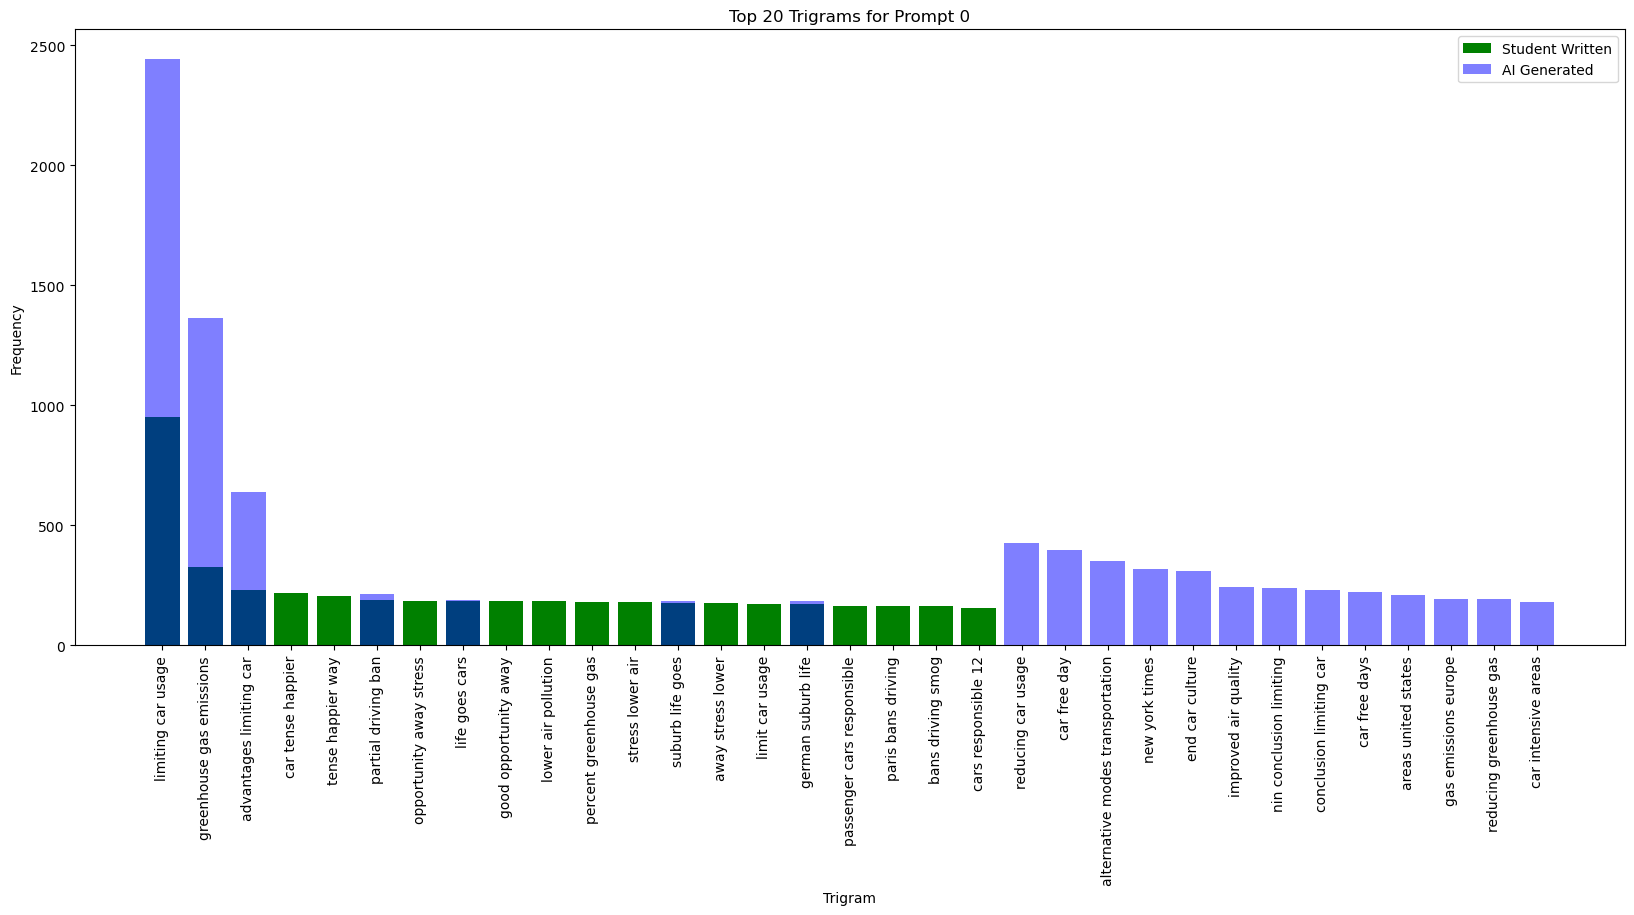 Top 20 Trigrams for Prompt 0
Student Written
AI Generated
Frequency
2500
2000
1500
1000
500
0
limiting car usage
greenhouse gas emissions
advantages limiting car
car tense happier
tense happier way
partial driving ban
opportunity away stress
life goes cars
good opportunity away
lower air pollution
percent greenhouse gas
stress lower air
suburb life goes
away stress lower
limit car usage
german suburb life
passenger cars responsible
paris bans driving
bans driving smog
cars responsible 12
reducing car usage
car free day
alternative modes transportation
new york times
end car culture
improved air quality
nin conclusion limiting
conclusion limiting car
car free days
areas united states
gas emissions europe
reducing greenhouse gas
car intensive areas
Trigram